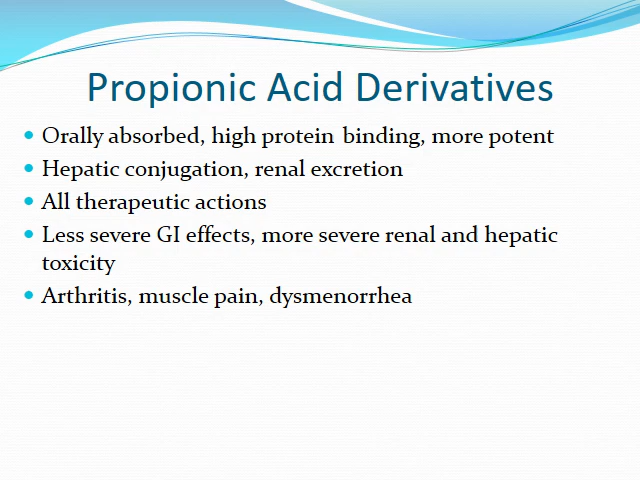 Propionic Acid Derivatives
• Orally absorbed, high protein binding, more potent
• Hepatic conjugation, renal excretion
• All therapeutic actions
• Less severe GI effects, more severe renal and hepatic
toxicity
• Arthritis, muscle pain, dysmenorrhea